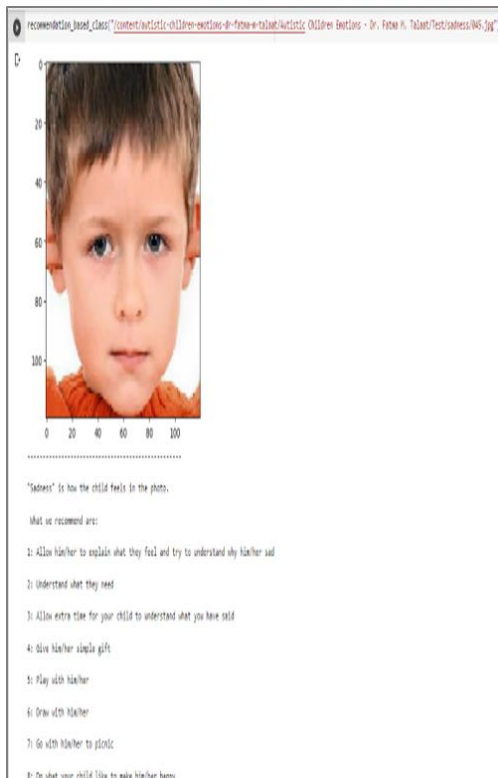 recommendation_based_class("/content/autistic-children-emotions-dr-fatma-m-talaat/Autistic Children Emotions - Dr. Fatma M. Talaat/Test/sadness/045.jpg")
0
20
40
60
80
100
0 20 40 60 80 100
"Sadness" is how the child feels in the photo.
What we recommend are:
1: Allow him/her to explain what they feel and try to understand why him/her sad
2: Understand what they need
3: Allow extra time for your child to understand what you have said
4: Give him/her simple gift
5: Play with him/her
6: Draw with him/her
7: Go with him/her to picnic
8: Do what your child like to make him/her happy